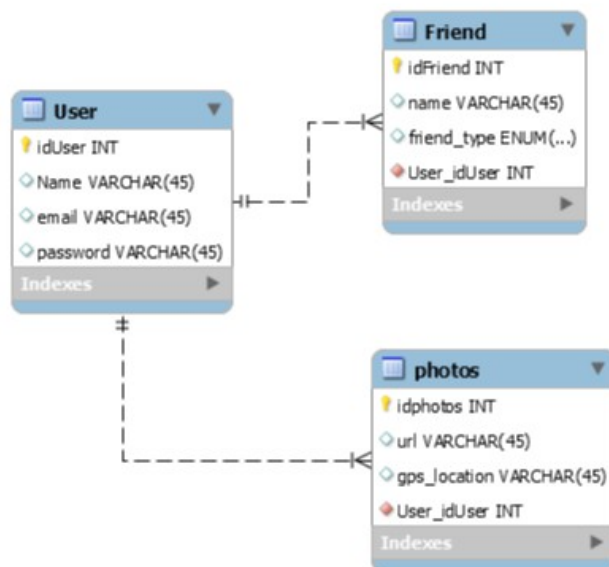 User
idUser INT
Name VARCHAR(45)
email VARCHAR(45)
password VARCHAR(45)
Indexes
Friend
idFriend INT
name VARCHAR(45)
friend_type ENUM(...)
User_idUser INT
Indexes
photos
idphotos INT
url VARCHAR(45)
gps_location VARCHAR(45)
User_idUser INT
Indexes